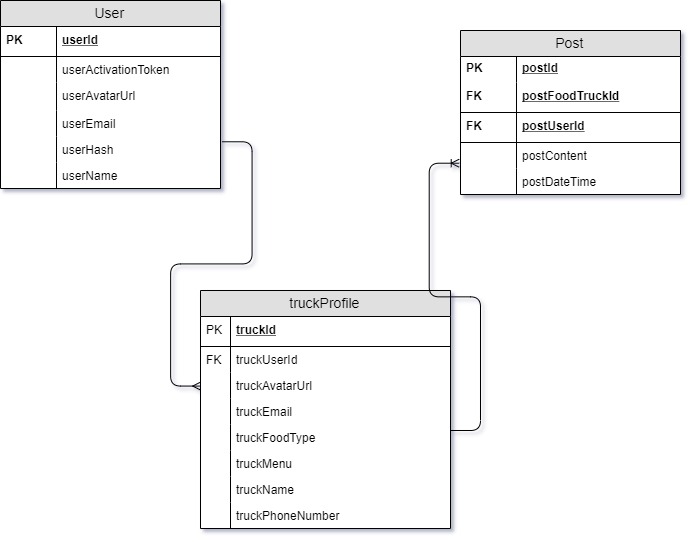 User
PK userId
userActivationToken
userAvatarUrl
userEmail
userHash
userName
Post
PK postId
FK postFoodTruckId
FK postUserId
postContent
postDateTime
truckProfile
PK truckId
FK truckUserId
truckAvatarUrl
truckEmail
truckFoodType
truckMenu
truckName
truckPhoneNumber